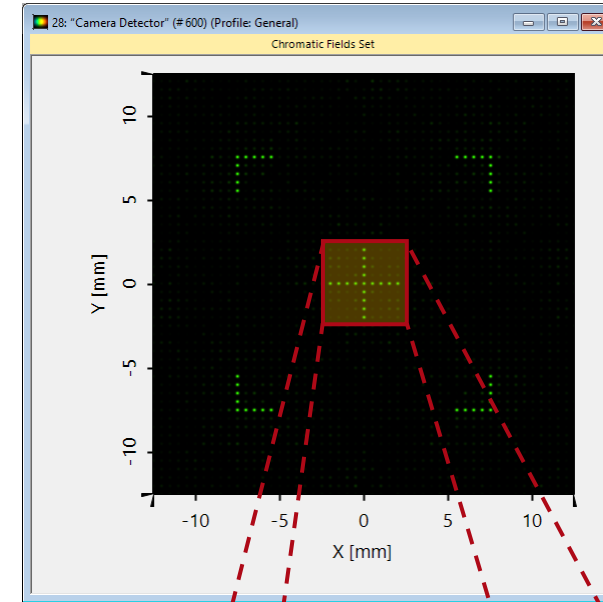 28: "Camera Detector" (# 600) (Profile: General)
Chromatic Fields Set
10
5
0
-5
-10
Y [mm]
-10 -5 0 5 10
X [mm]